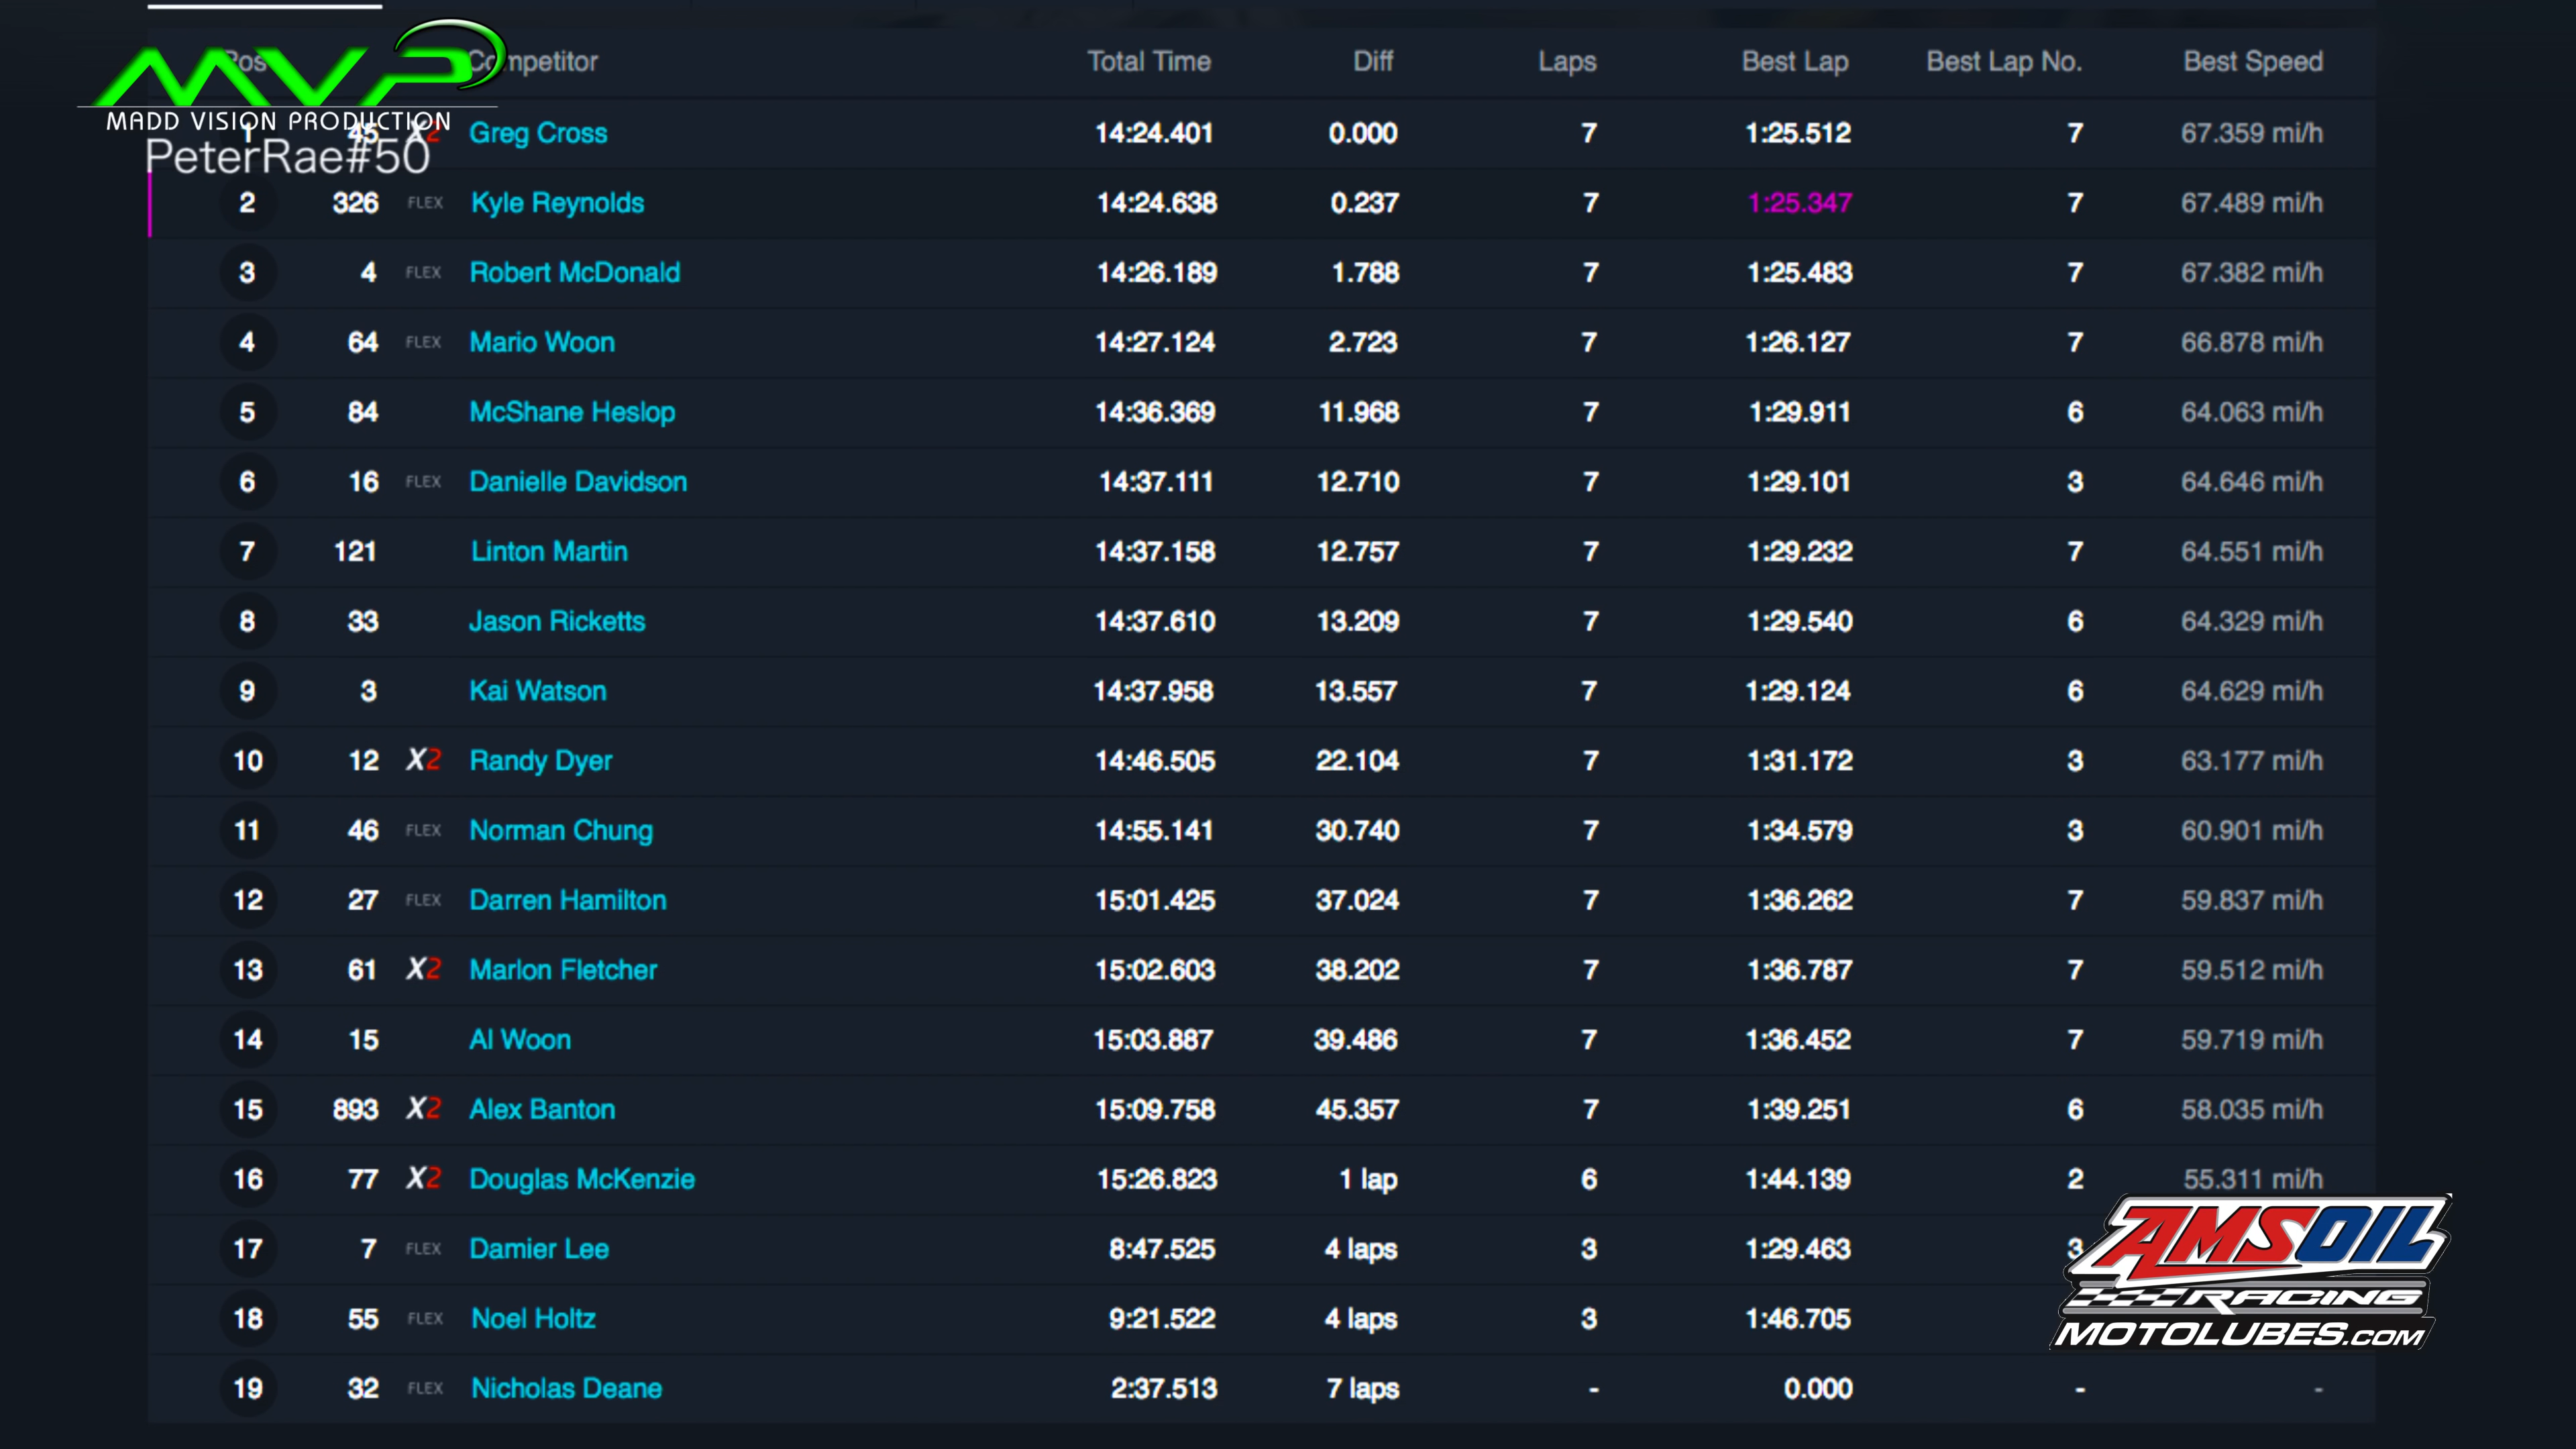 MVP
MADD VISION PRODUCTION
PeterRae#50
Pos Competitor Total Time Diff Laps Best Lap Best Lap No. Best Speed
1 45 X2 Greg Cross 14:24.401 0.000 7 1:25.512 7 67.359 mi/h
2 326 FLEX Kyle Reynolds 14:24.638 0.237 7 1:25.347 7 67.489 mi/h
3 4 FLEX Robert McDonald 14:26.189 1.788 7 1:25.483 7 67.382 mi/h
4 64 FLEX Mario Woon 14:27.124 2.723 7 1:26.127 7 66.878 mi/h
5 84 McShane Heslop 14:36.369 11.968 7 1:29.911 6 64.063 mi/h
6 16 FLEX Danielle Davidson 14:37.111 12.710 7 1:29.101 3 64.646 mi/h
7 121 Linton Martin 14:37.158 12.757 7 1:29.232 7 64.551 mi/h
8 33 Jason Ricketts 14:37.610 13.209 7 1:29.540 6 64.329 mi/h
9 3 Kai Watson 14:37.958 13.557 7 1:29.124 6 64.629 mi/h
10 12 X2 Randy Dyer 14:46.505 22.104 7 1:31.172 3 63.177 mi/h
11 46 FLEX Norman Chung 14:55.141 30.740 7 1:34.579 3 60.901 mi/h
12 27 FLEX Darren Hamilton 15:01.425 37.024 7 1:36.262 7 59.837 mi/h
13 61 X2 Marlon Fletcher 15:02.603 38.202 7 1:36.787 7 59.512 mi/h
14 15 Al Woon 15:03.887 39.486 7 1:36.452 7 59.719 mi/h
15 893 X2 Alex Banton 15:09.758 45.357 7 1:39.251 6 58.035 mi/h
16 77 X2 Douglas McKenzie 15:26.823 1 lap 6 1:44.139 2 55.311 mi/h
17 7 FLEX Damier Lee 8:47.525 4 laps 3 1:29.463 3
18 55 FLEX Noel Holtz 9:21.522 4 laps 3 1:46.705
19 32 FLEX Nicholas Deane 2:37.513 7 laps - 0.000 - -
AMSOIL
RACING
MOTOLUBES.COM